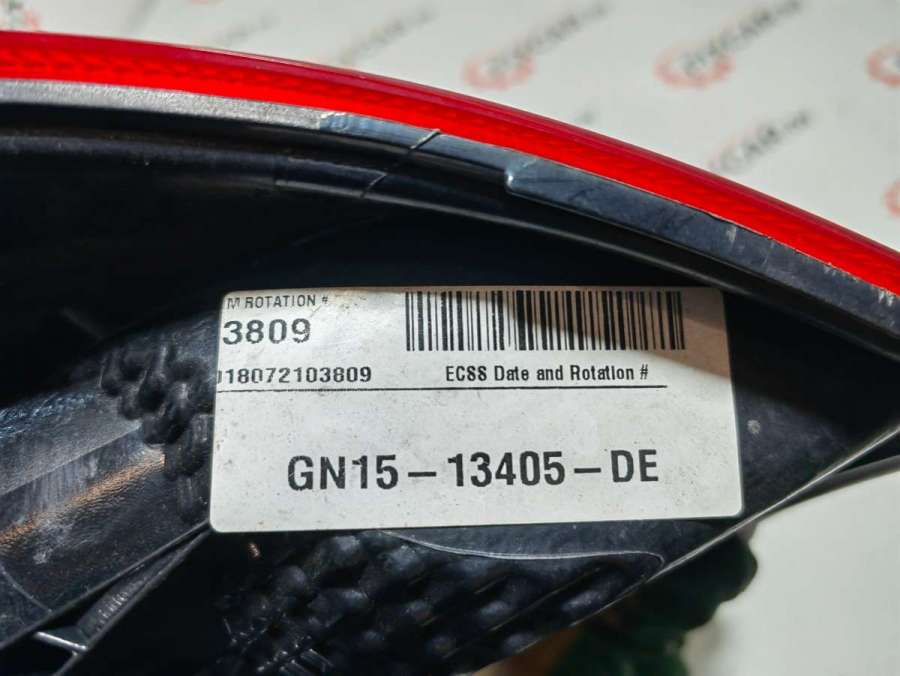 M ROTATION #
3809
18072103809
ECSS Date and Rotation #
GN15-13405-DE